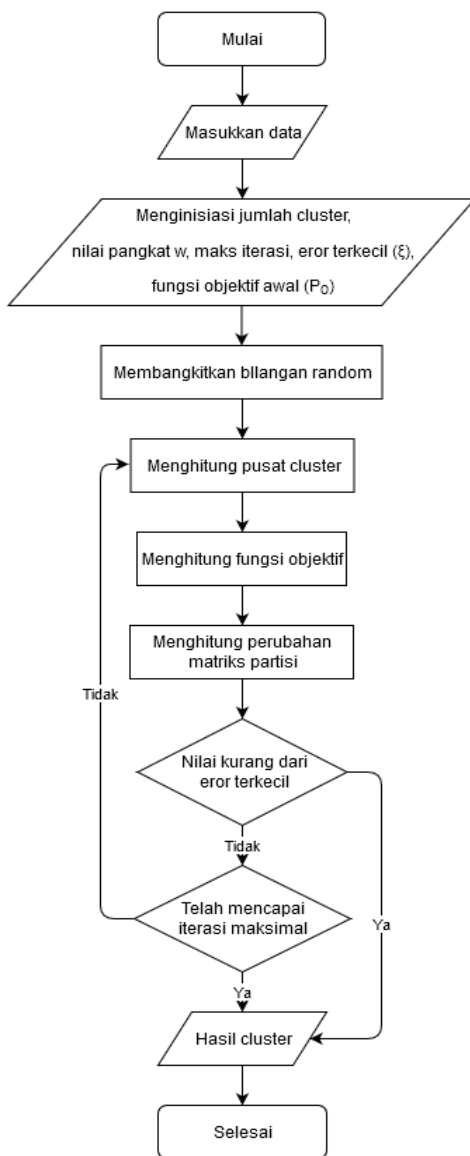 Mulai
Masukkan data
Menginisiasi jumlah cluster,
nilai pangkat w, maks iterasi, eror terkecil (ξ),
fungsi objektif awal (P₀)
Membangkitkan bIlangan random
Menghitung pusat cluster
Menghitung fungsi objektif
Menghitung perubahan
matriks partisi
Tidak
Nilai kurang dari
eror terkecil
Tidak
Telah mencapai
iterasi maksimal
Ya
Ya
Hasil cluster
Selesai